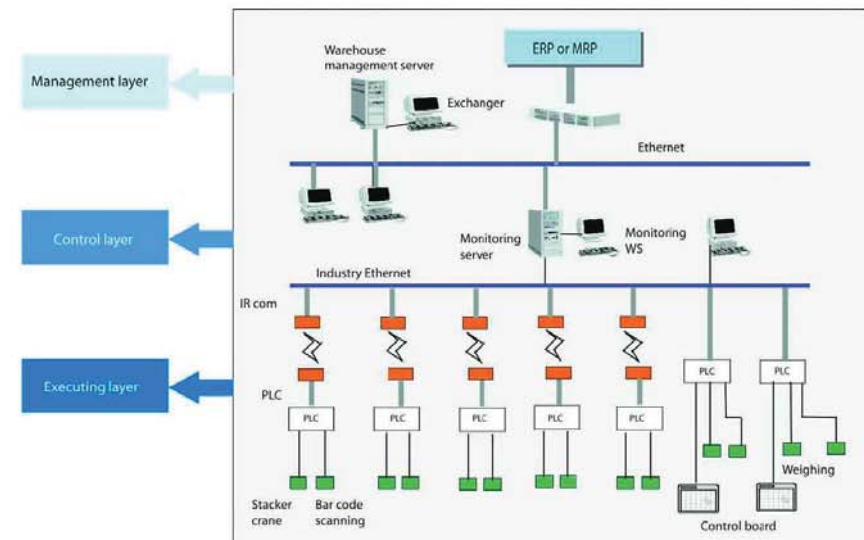 ERP or MRP
Warehouse
management server
Management layer
Exchanger
Ethernet
Control layer
Monitoring
server
Monitoring
WS
Industry Ethernet
IR com
Executing layer
PLC
PLC
PLC
PLC
PLC
PLC
PLC
PLC
Weighing
Stacker
crane
Bar code
scanning
Control board